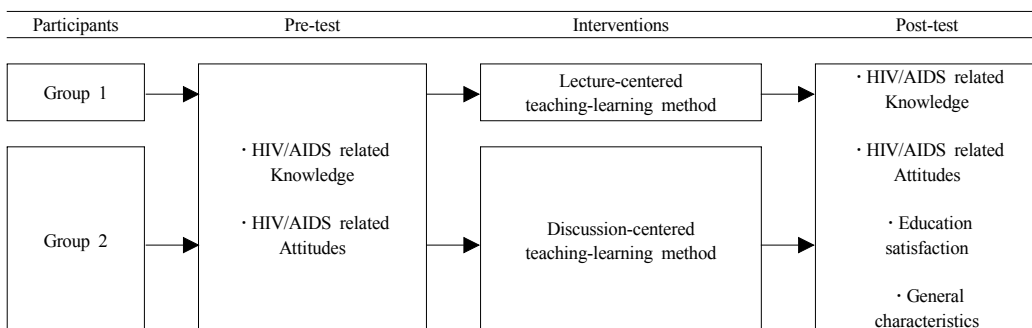 Participants Pre-test Interventions Post-test
Group 1
Group 2
· HIV/AIDS related
Knowledge
· HIV/AIDS related
Attitudes
Lecture-centered
teaching-learning method
Discussion-centered
teaching-learning method
· HIV/AIDS related
Knowledge
· HIV/AIDS related
Attitudes
· Education
satisfaction
· General
characteristics